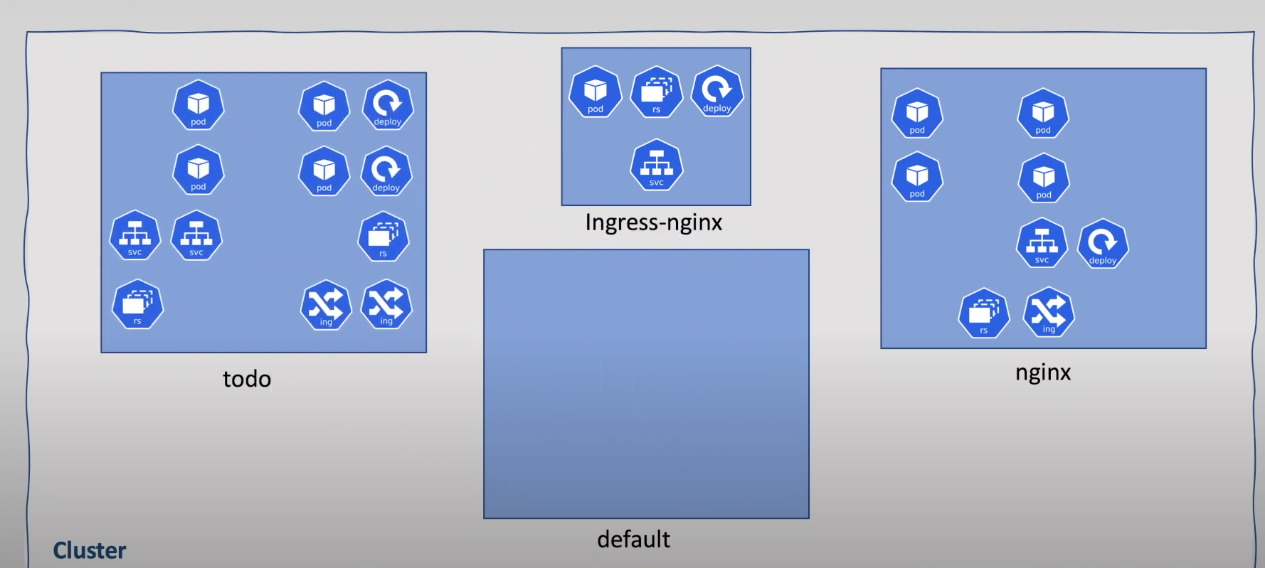 pod
pod
deploy
pod
pod
deploy
svc
svc
rs
rs
ing
ing
todo
pod
rs
deploy
svc
Ingress-nginx
default
pod
pod
pod
pod
svc
deploy
rs
ing
nginx
Cluster